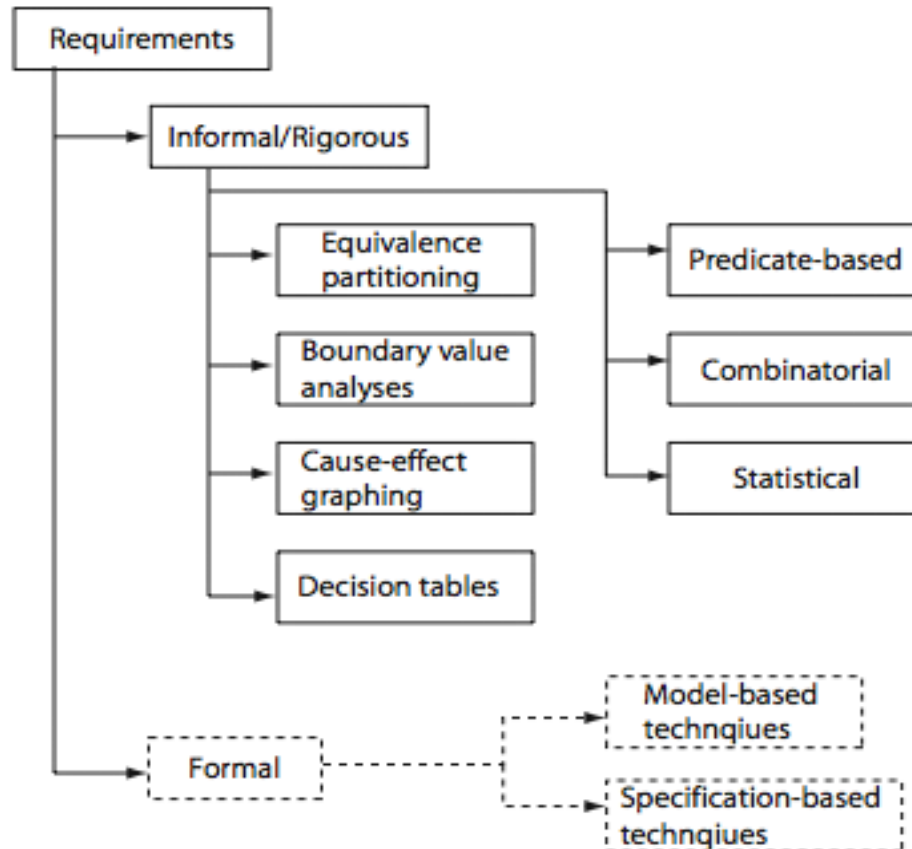 Requirements
Informal/Rigorous
Equivalence
partitioning
Predicate-based
Boundary value
analyses
Combinatorial
Cause-effect
graphing
Statistical
Decision tables
Model-based
technqiues
Formal
Specification-based
technqiues